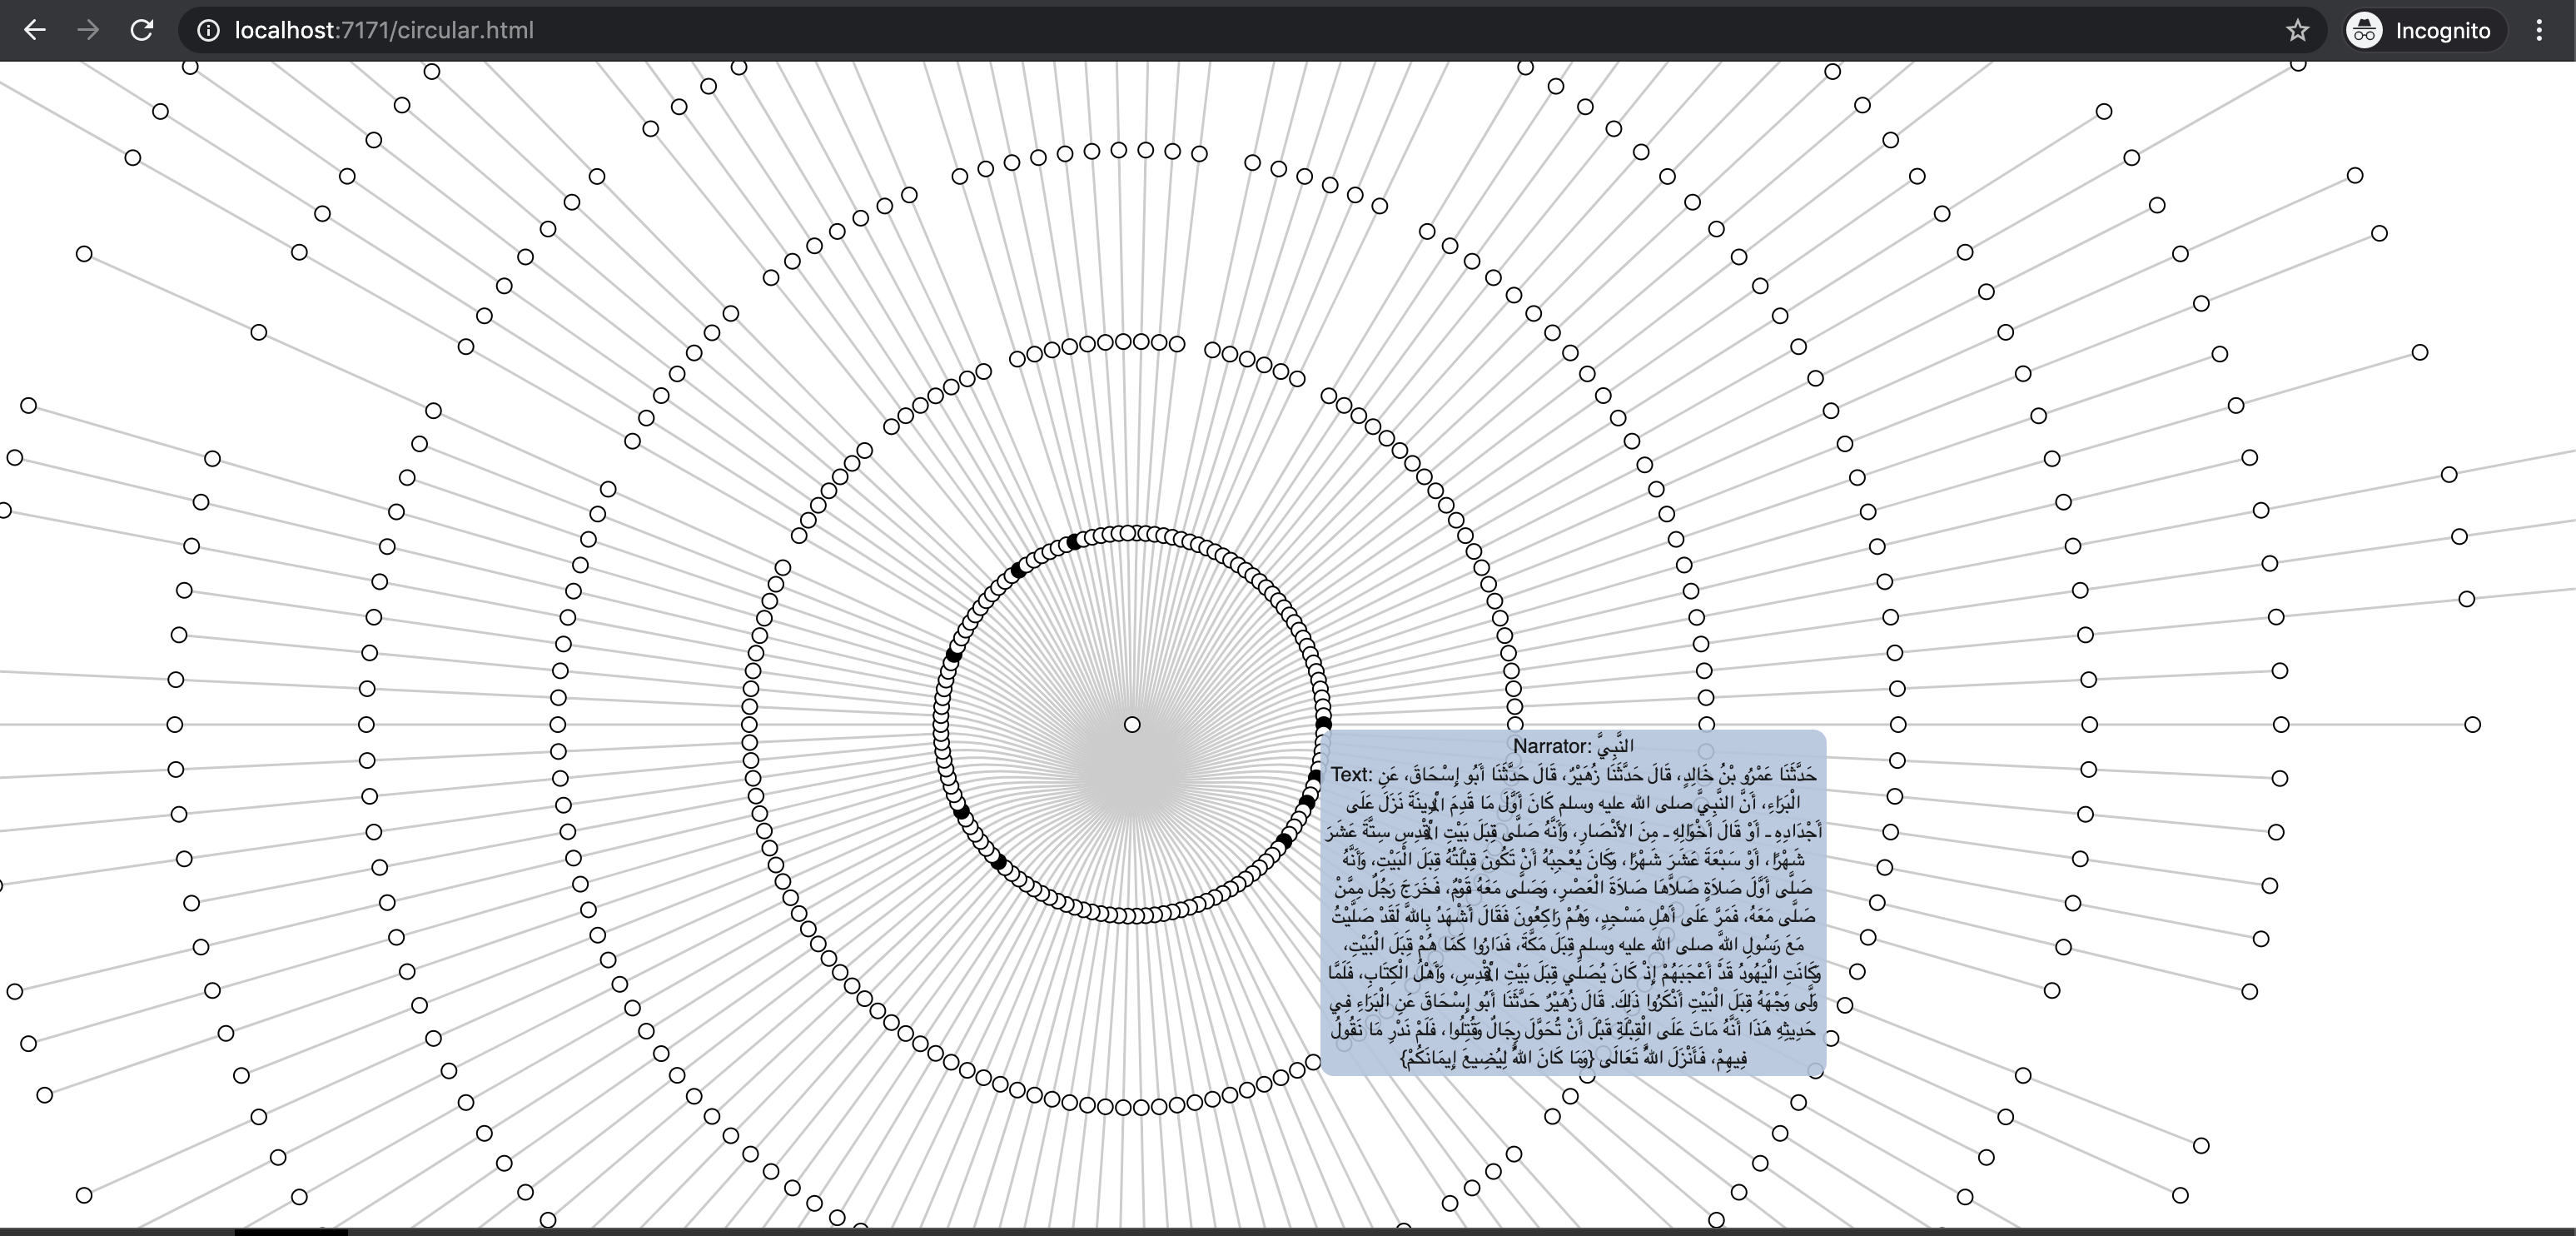 localhost:7171/circular.html
Incognito
Narrator: النَّبِيَّ
Text: حَدَّثَنَا عَمْرُو بْنُ خَالِدٍ، قَالَ حَدَّثَنَا زُهَيْرٌ، قَالَ حَدَّثَنَا أَبُو إِسْحَاقَ، عَنِ
الْبَرَاءِ، أَنَّ النَّبِيَّ صلى الله عليه وسلم كَانَ أَوَّلَ مَا قَدِمَ الْمَدِينَةَ نَزَلَ عَلَى
أَجْدَادِهِ ـ أَوْ قَالَ أَخْوَالِهِ ـ مِنَ الأَنْصَارِ، وَأَنَّهُ صَلَّى قِبَلَ بَيْتِ الْمَقْدِسِ سِتَّةَ عَشَرَ
شَهْرًا، أَوْ سَبْعَةَ عَشَرَ شَهْرًا، وَكَانَ يُعْجِبُهُ أَنْ تَكُونَ قِبْلَتُهُ قِبَلَ الْبَيْتِ، وَأَنَّهُ
صَلَّى أَوَّلَ صَلاَةٍ صَلاَّهَا صَلاَةَ الْعَصْرِ، وَصَلَّى مَعَهُ قَوْمٌ، فَخَرَجَ رَجُلٌ مِمَّنْ
صَلَّى مَعَهُ، فَمَرَّ عَلَى أَهْلِ مَسْجِدٍ، وَهُمْ رَاكِعُونَ فَقَالَ أَشْهَدُ بِاللَّهِ لَقَدْ صَلَّيْتُ
مَعَ رَسُولِ اللَّهِ صلى الله عليه وسلم قِبَلَ مَكَّةَ، فَدَارُوا كَمَا هُمْ قِبَلَ الْبَيْتِ،
وَكَانَتِ الْيَهُودُ قَدْ أَعْجَبَهُمْ إِذْ كَانَ يُصَلِّي قِبَلَ بَيْتِ الْمَقْدِسِ، وَأَهْلُ الْكِتَابِ، فَلَمَّا
وَلَّى وَجْهَهُ قِبَلَ الْبَيْتِ أَنْكَرُوا ذَلِكَ. قَالَ زُهَيْرٌ حَدَّثَنَا أَبُو إِسْحَاقَ عَنِ الْبَرَاءِ فِي
حَدِيثِهِ هَذَا أَنَّهُ مَاتَ عَلَى الْقِبْلَةِ قَبْلَ أَنْ تُحَوَّلَ رِجَالٌ وَقُتِلُوا، فَلَمْ نَدْرِ مَا نَقُولُ
فِيهِمْ، فَأَنْزَلَ اللَّهُ تَعَالَى {وَمَا كَانَ اللَّهُ لِيُضِيعَ إِيمَانَكُمْ}